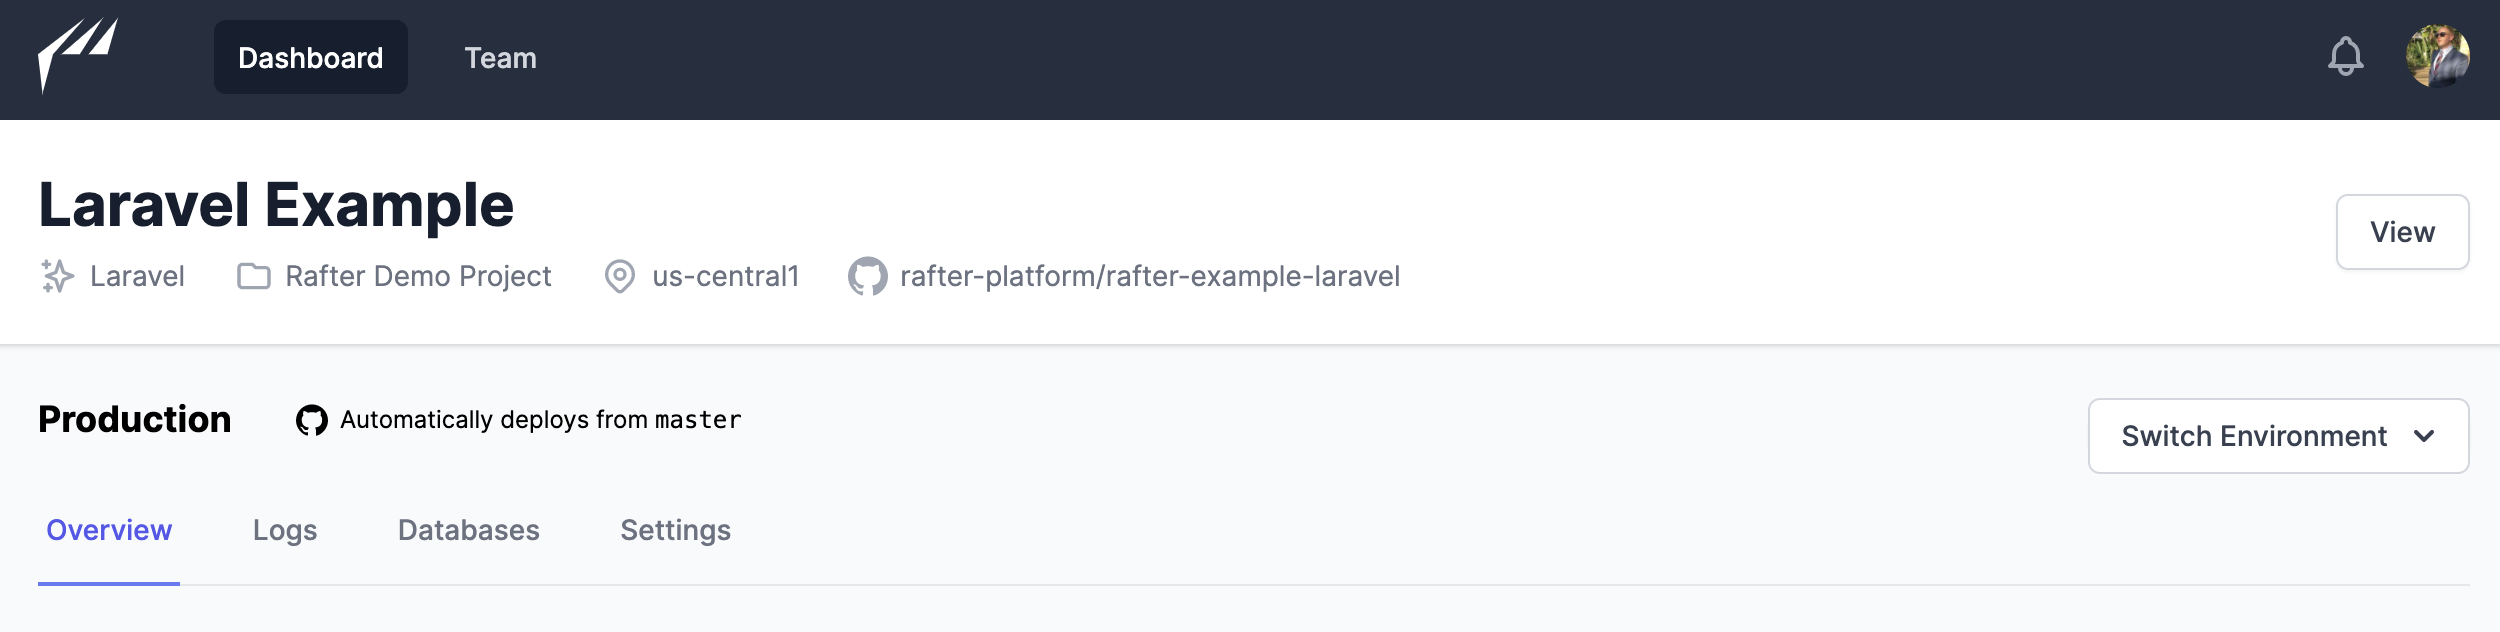 Dashboard Team
Laravel Example
View
Laravel Rafter Demo Project us-central1 rafter-platform/rafter-example-laravel
Production Automatically deploys from master
Switch Environment
Overview Logs Databases Settings